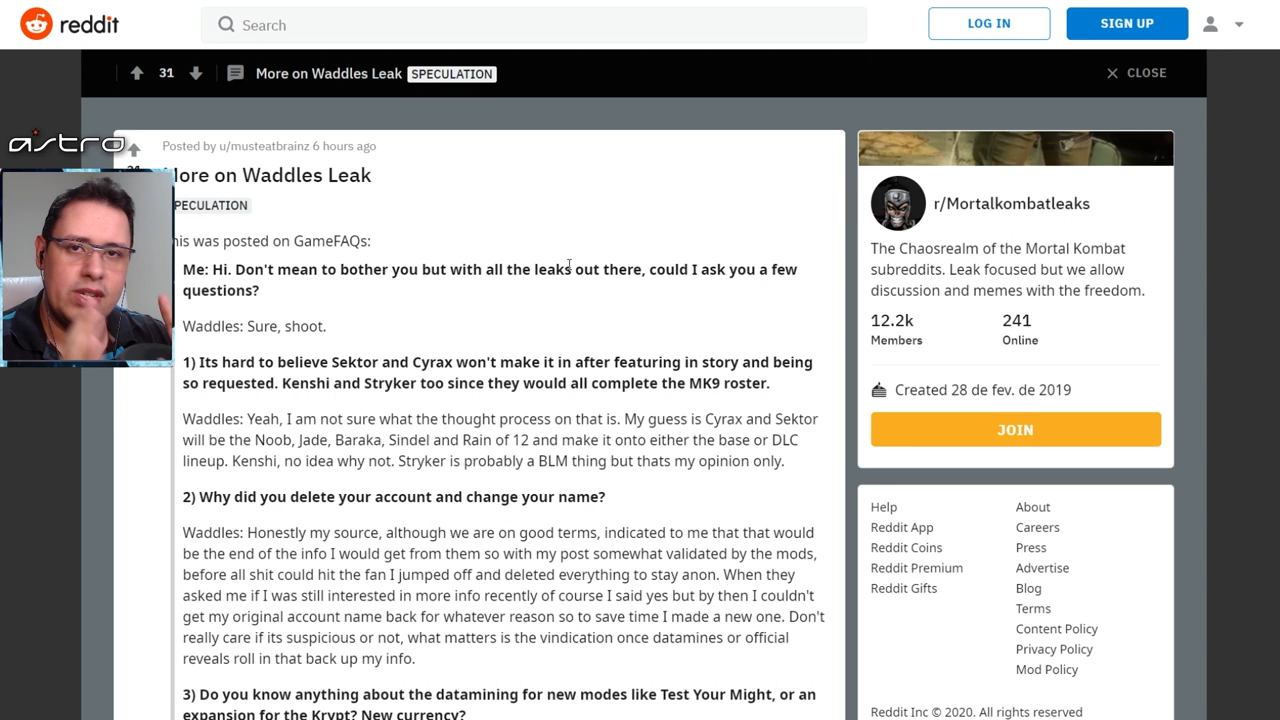 reddit
Search
LOG IN
SIGN UP
31
More on Waddles Leak
SPECULATION
CLOSE
astro
Posted by u/musteatbrainz 6 hours ago
More on Waddles Leak
PECULATION
his was posted on GameFAQs:
Me: Hi. Don't mean to bother you but with all the leaks out there, could I ask you a few
questions?
Waddles: Sure, shoot.
1) Its hard to believe Sektor and Cyrax won't make it in after featuring in story and being
so requested. Kenshi and Stryker too since they would all complete the MK9 roster.
Waddles: Yeah, I am not sure what the thought process on that is. My guess is Cyrax and Sektor
will be the Noob, Jade, Baraka, Sindel and Rain of 12 and make it onto either the base or DLC
lineup. Kenshi, no idea why not. Stryker is probably a BLM thing but thats my opinion only.
2) Why did you delete your account and change your name?
Waddles: Honestly my source, although we are on good terms, indicated to me that that would
be the end of the info I would get from them so with my post somewhat validated by the mods,
before all shit could hit the fan I jumped off and deleted everything to stay anon. When they
asked me if I was still interested in more info recently of course I said yes but by then I couldn't
get my original account name back for whatever reason so to save time I made a new one. Don't
really care if its suspicious or not, what matters is the vindication once datamines or official
reveals roll in that back up my info.
3) Do you know anything about the datamining for new modes like Test Your Might, or an
expansion for the Krypt? New currency?
r/Mortalkombatleaks
The Chaosrealm of the Mortal Kombat
subreddits. Leak focused but we allow
discussion and memes with the freedom.
12.2k
241
Members
Online
Created 28 de fev. de 2019
JOIN
Help
About
Reddit App
Careers
Reddit Coins
Press
Reddit Premium
Advertise
Reddit Gifts
Blog
Terms
Content Policy
Privacy Policy
Mod Policy
Reddit Inc © 2020. All rights reserved